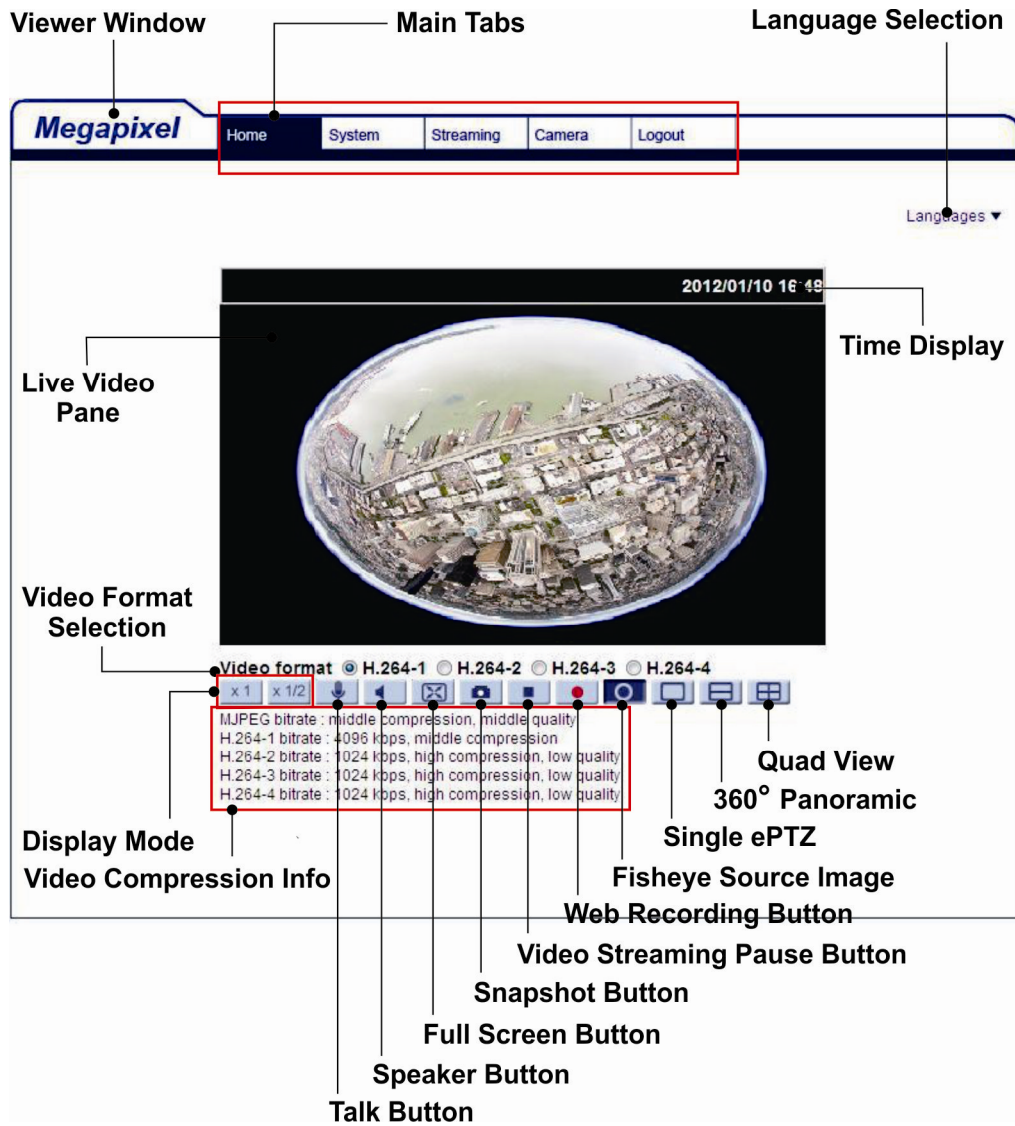 Viewer Window
Main Tabs
Language Selection
Megapixel
Home
System
Streaming
Camera
Logout
Languages ▼
2012/01/10 16:48
Time Display
Live Video
Pane
Video Format
Selection
Video format H.264-1 H.264-2 H.264-3 H.264-4
x 1
x 1/2
MJPEG bitrate : middle compression, middle quality
H.264-1 bitrate : 4096 kbps, middle compression
H.264-2 bitrate : 1024 kbps, high compression, low quality
H.264-3 bitrate : 1024 kbps, high compression, low quality
H.264-4 bitrate : 1024 kbps, high compression, low quality
Quad View
360° Panoramic
Display Mode
Single ePTZ
Video Compression Info
Fisheye Source Image
Web Recording Button
Video Streaming Pause Button
Snapshot Button
Full Screen Button
Speaker Button
Talk Button